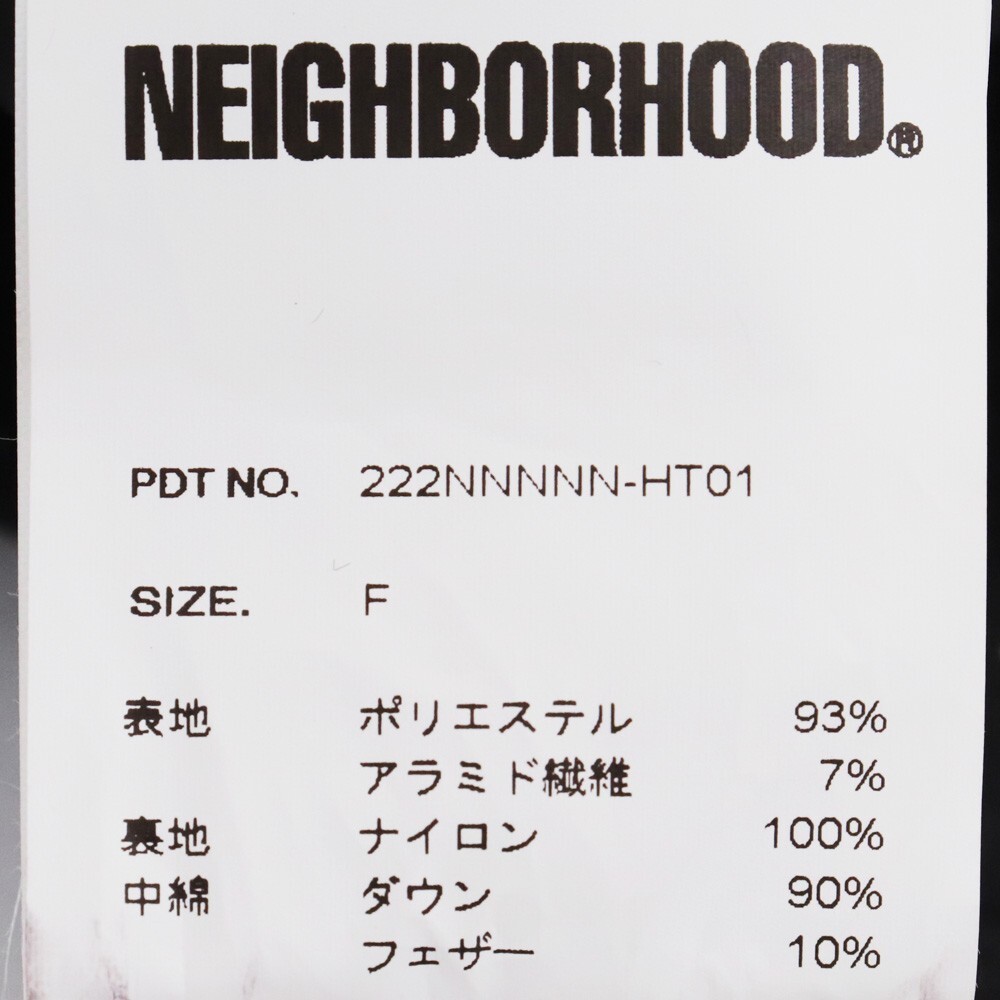 NEIGHBORHOOD®
PDT NO. 222NNNNN-HT01
SIZE. F
表地 ポリエステル 93%
アラミド繊維 7%
裏地 ナイロン 100%
中綿 ダウン 90%
フェザー 10%